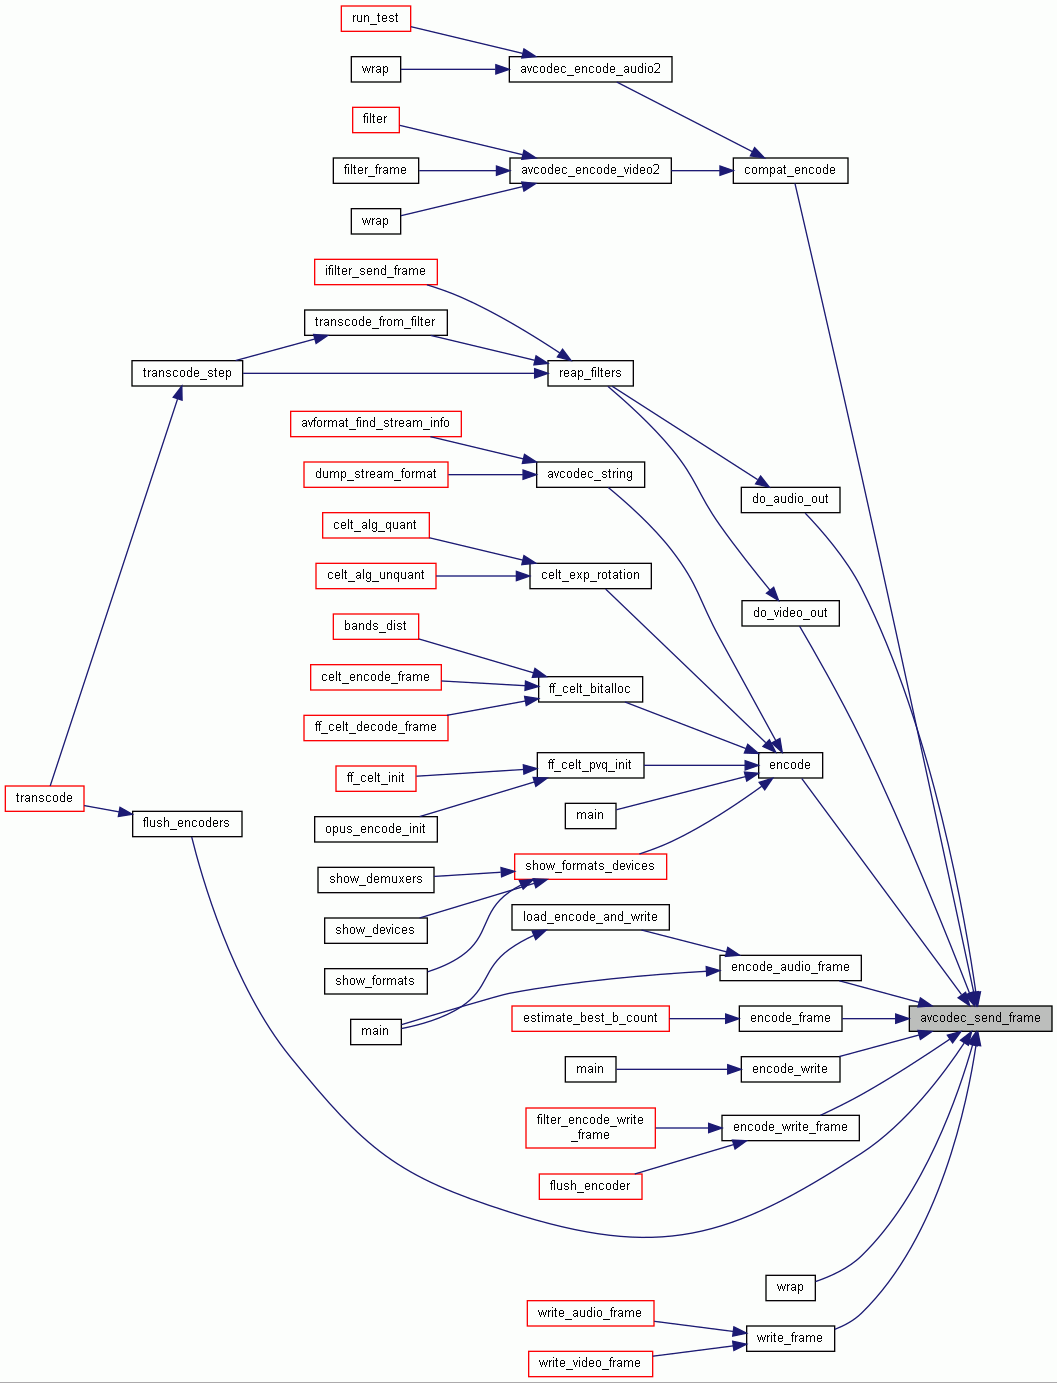 run_test
wrap
avcodec_encode_audio2
filter
filter_frame
avcodec_encode_video2
compat_encode
wrap
ifilter_send_frame
transcode_from_filter
transcode_step
reap_filters
avformat_find_stream_info
dump_stream_format
avcodec_string
do_audio_out
celt_alg_quant
celt_alg_unquant
celt_exp_rotation
do_video_out
bands_dist
celt_encode_frame
ff_celt_bitalloc
ff_celt_decode_frame
ff_celt_pvq_init
encode
ff_celt_init
transcode
main
flush_encoders
opus_encode_init
show_formats_devices
show_demuxers
load_encode_and_write
show_devices
encode_audio_frame
show_formats
estimate_best_b_count
encode_frame
avcodec_send_frame
main
main
encode_write
filter_encode_write
_frame
encode_write_frame
flush_encoder
wrap
write_audio_frame
write_frame
write_video_frame